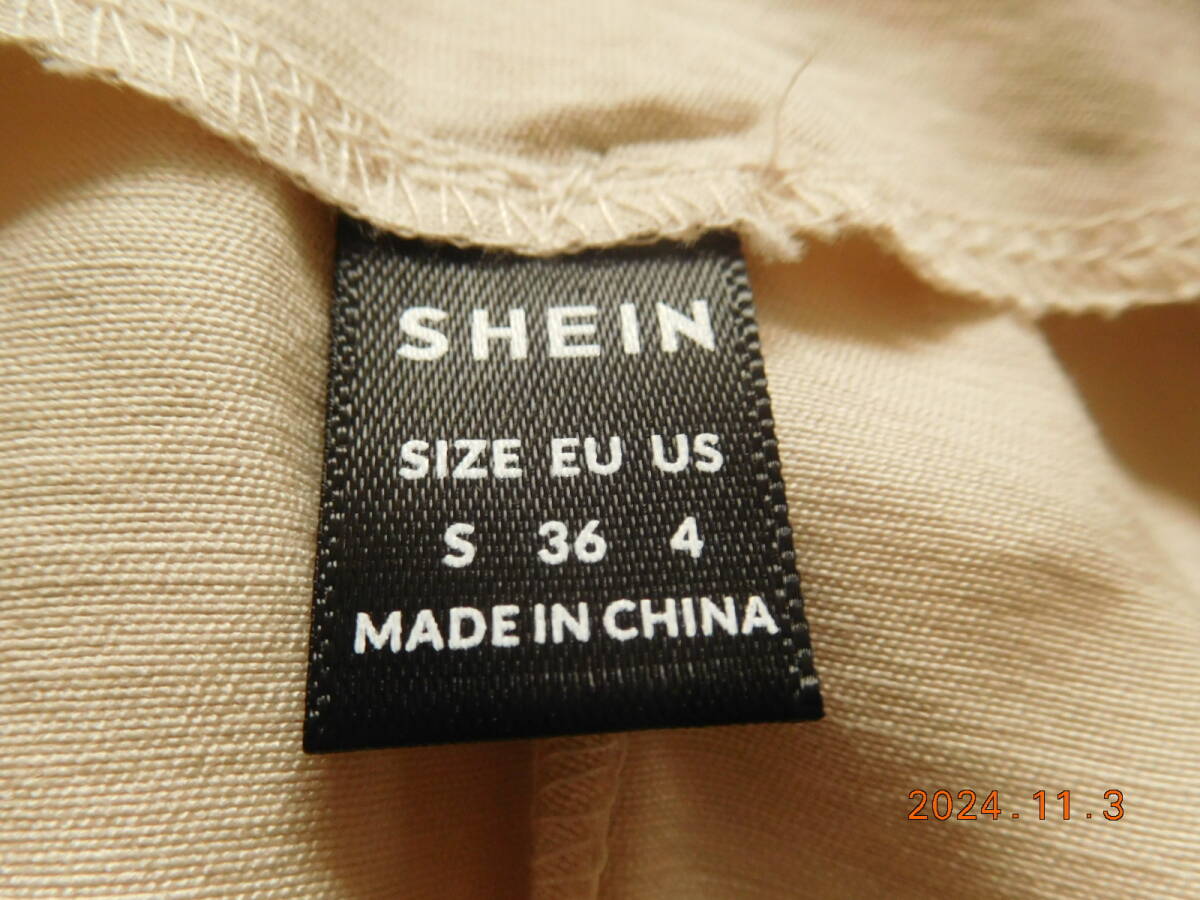 SHEIN
SIZE EU US
S 36 4
MADE IN CHINA
2024.11.3